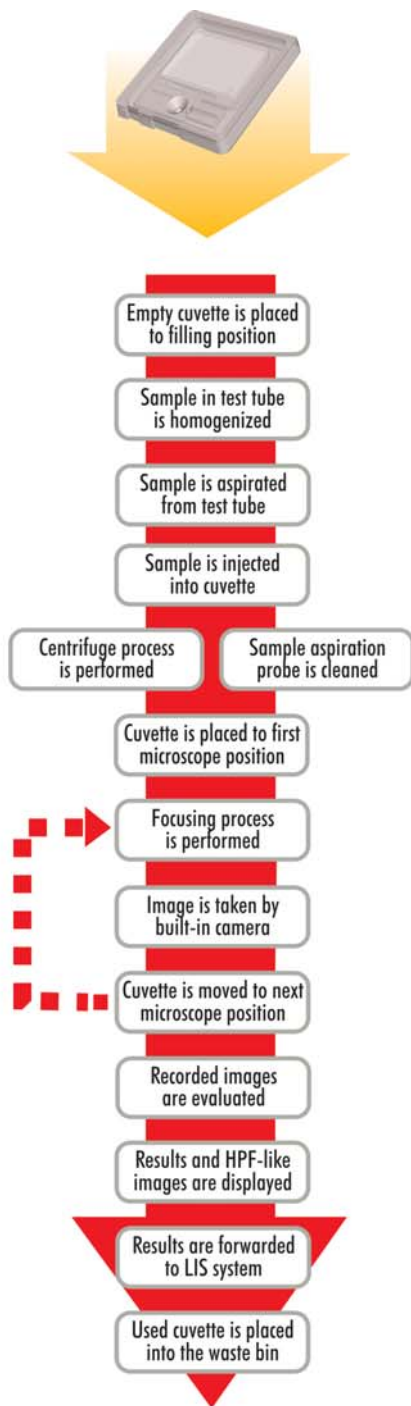 Empty cuvette is placed
to filling position
Sample in test tube
is homogenized
Sample is aspirated
from test tube
Sample is injected
into cuvette
Centrifuge process
is performed
Sample aspiration
probe is cleaned
Cuvette is placed to first
microscope position
Focusing process
is performed
Image is taken by
built-in camera
Cuvette is moved to next
microscope position
Recorded images
are evaluated
Results and HPF-like
images are displayed
Results are forwarded
to LIS system
Used cuvette is placed
into the waste bin